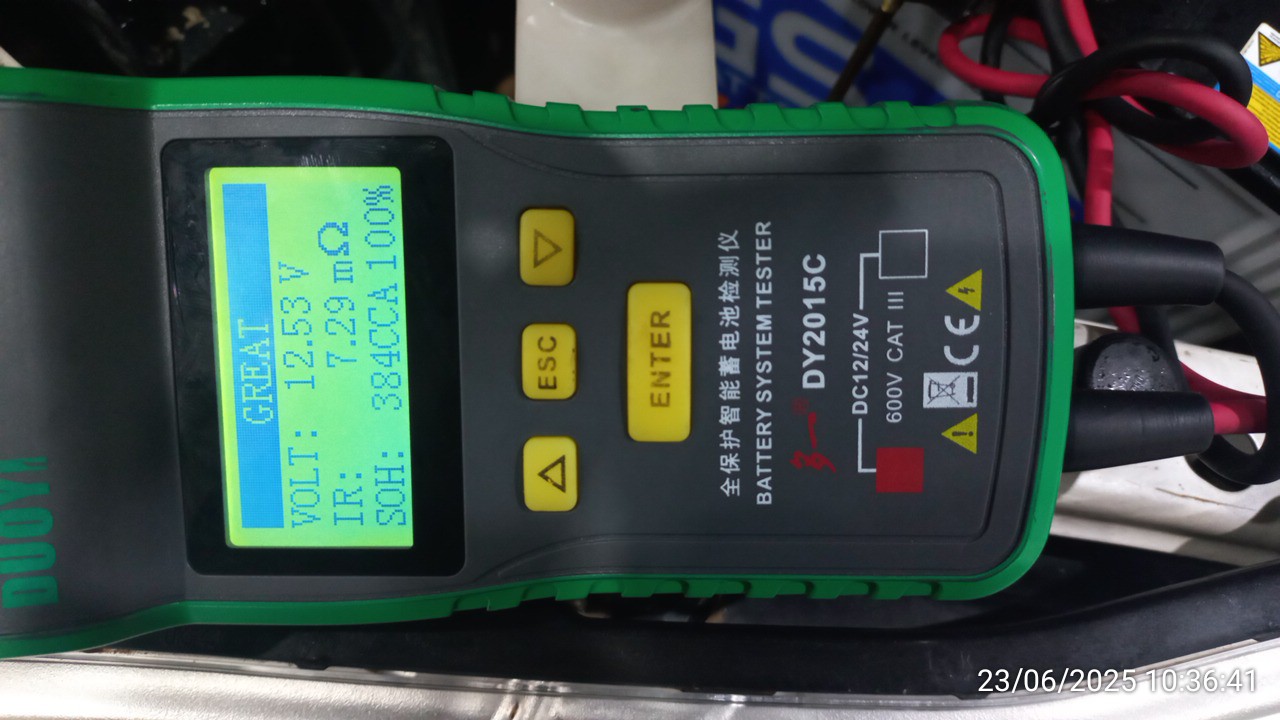 DUOYI
GREAT
VOLT: 12.53 V
IR: 7.29 mΩ
SOH: 384CCA 100%
ESC
ENTER
全保护智能蓄电池检测仪
BATTERY SYSTEM TESTER
多一® DY2015C
DC12/24V
600V CAT III
CE
23/06/2025 10:36:41